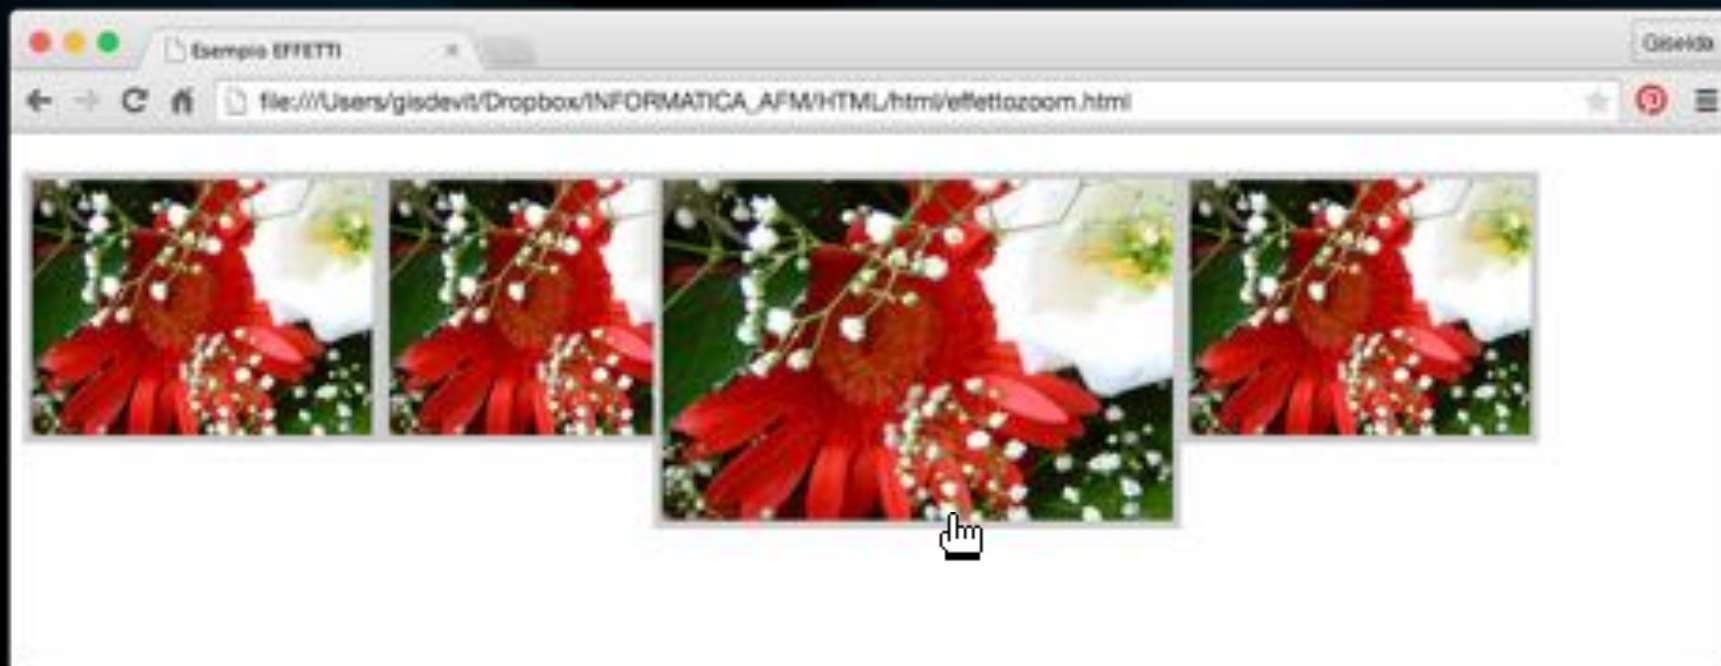 Esempio EFFETTI
Giselda
file:///Users/gisdevit/Dropbox/INFORMATICA_AFM/HTML/html/effettozoom.html